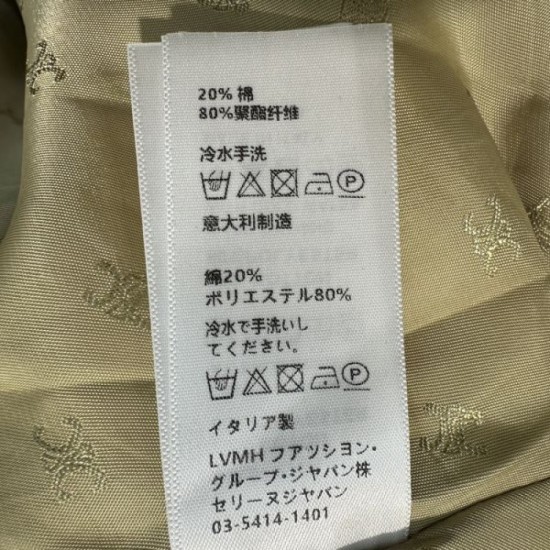 20% 棉
80%聚酯纤维
冷水手洗
P
意大利制造
綿20%
ポリエステル80%
冷水で手洗いし
てください。
P
イタリア製
LVMH ファッション・
グループ・ジャパン株
セリーヌジャパン
03-5414-1401